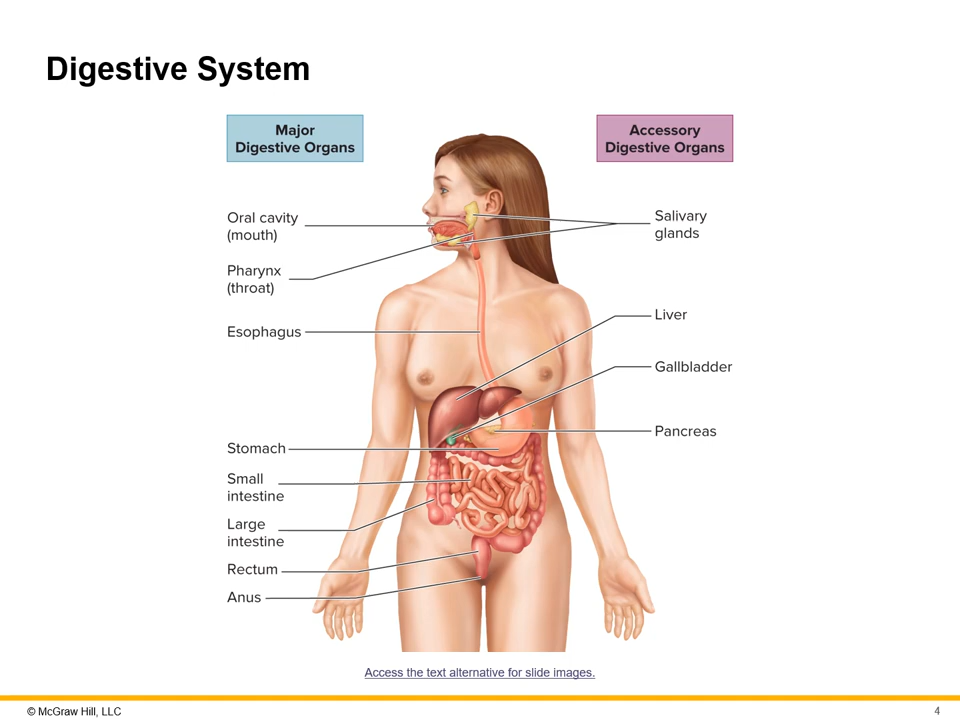 Digestive System
Major
Digestive Organs
Accessory
Digestive Organs
Oral cavity
(mouth)
Pharynx
(throat)
Esophagus
Stomach
Small
intestine
Large
intestine
Rectum
Anus
Salivary
glands
Liver
Gallbladder
Pancreas
Access the text alternative for slide images.
© McGraw Hill, LLC
4